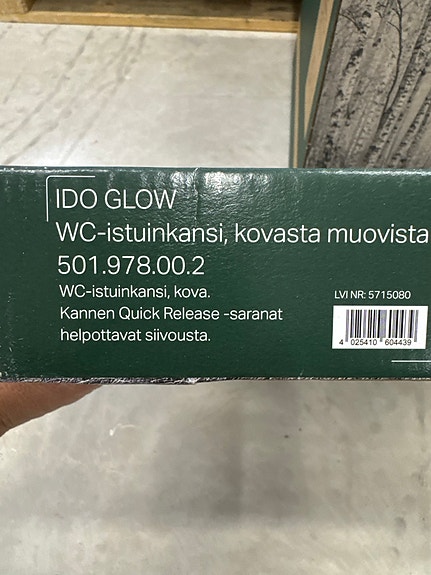 IDO GLOW
WC-istuinkansi, kovasta muovista
501.978.00.2
WC-istuinkansi, kova.
Kannen Quick Release -saranat
helpottavat siivousta.
LVI NR: 5715080
4 025410 604439